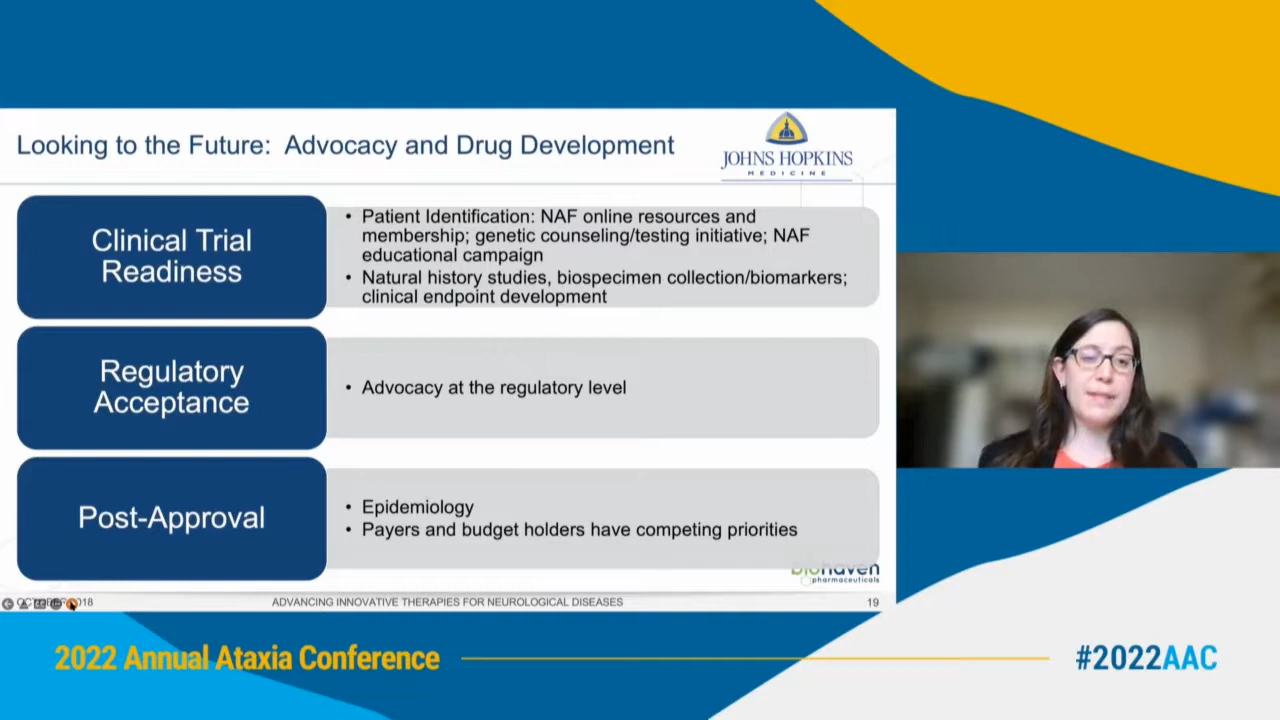 Looking to the Future: Advocacy and Drug Development
JOHNS HOPKINS
MEDICINE
Clinical Trial
Readiness
• Patient Identification: NAF online resources and
membership; genetic counseling/testing initiative; NAF
educational campaign
• Natural history studies, biospecimen collection/biomarkers;
clinical endpoint development
Regulatory
Acceptance
• Advocacy at the regulatory level
Post-Approval
• Epidemiology
• Payers and budget holders have competing priorities
biohaven
pharmaceuticals
ADVANCING INNOVATIVE THERAPIES FOR NEUROLOGICAL DISEASES
19
2022 Annual Ataxia Conference
#2022AAC